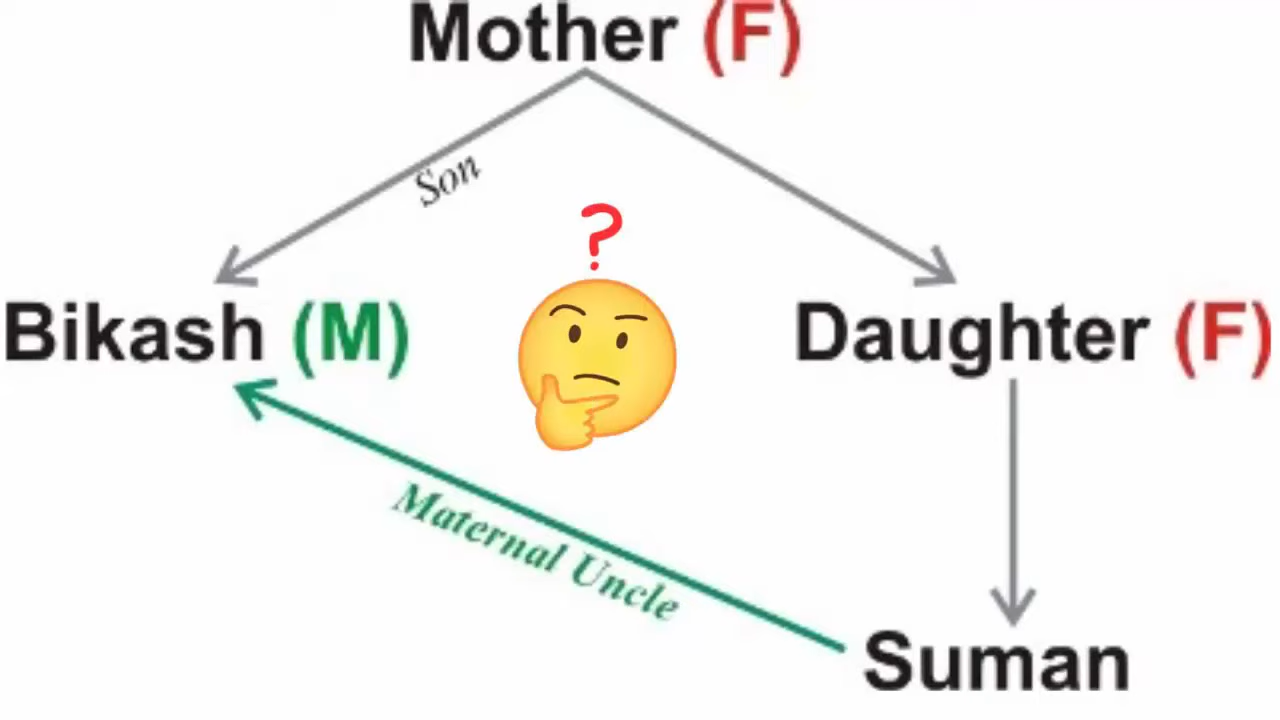 Mother (F)
Son
?
Bikash (M)
Daughter (F)
Maternal Uncle
Suman